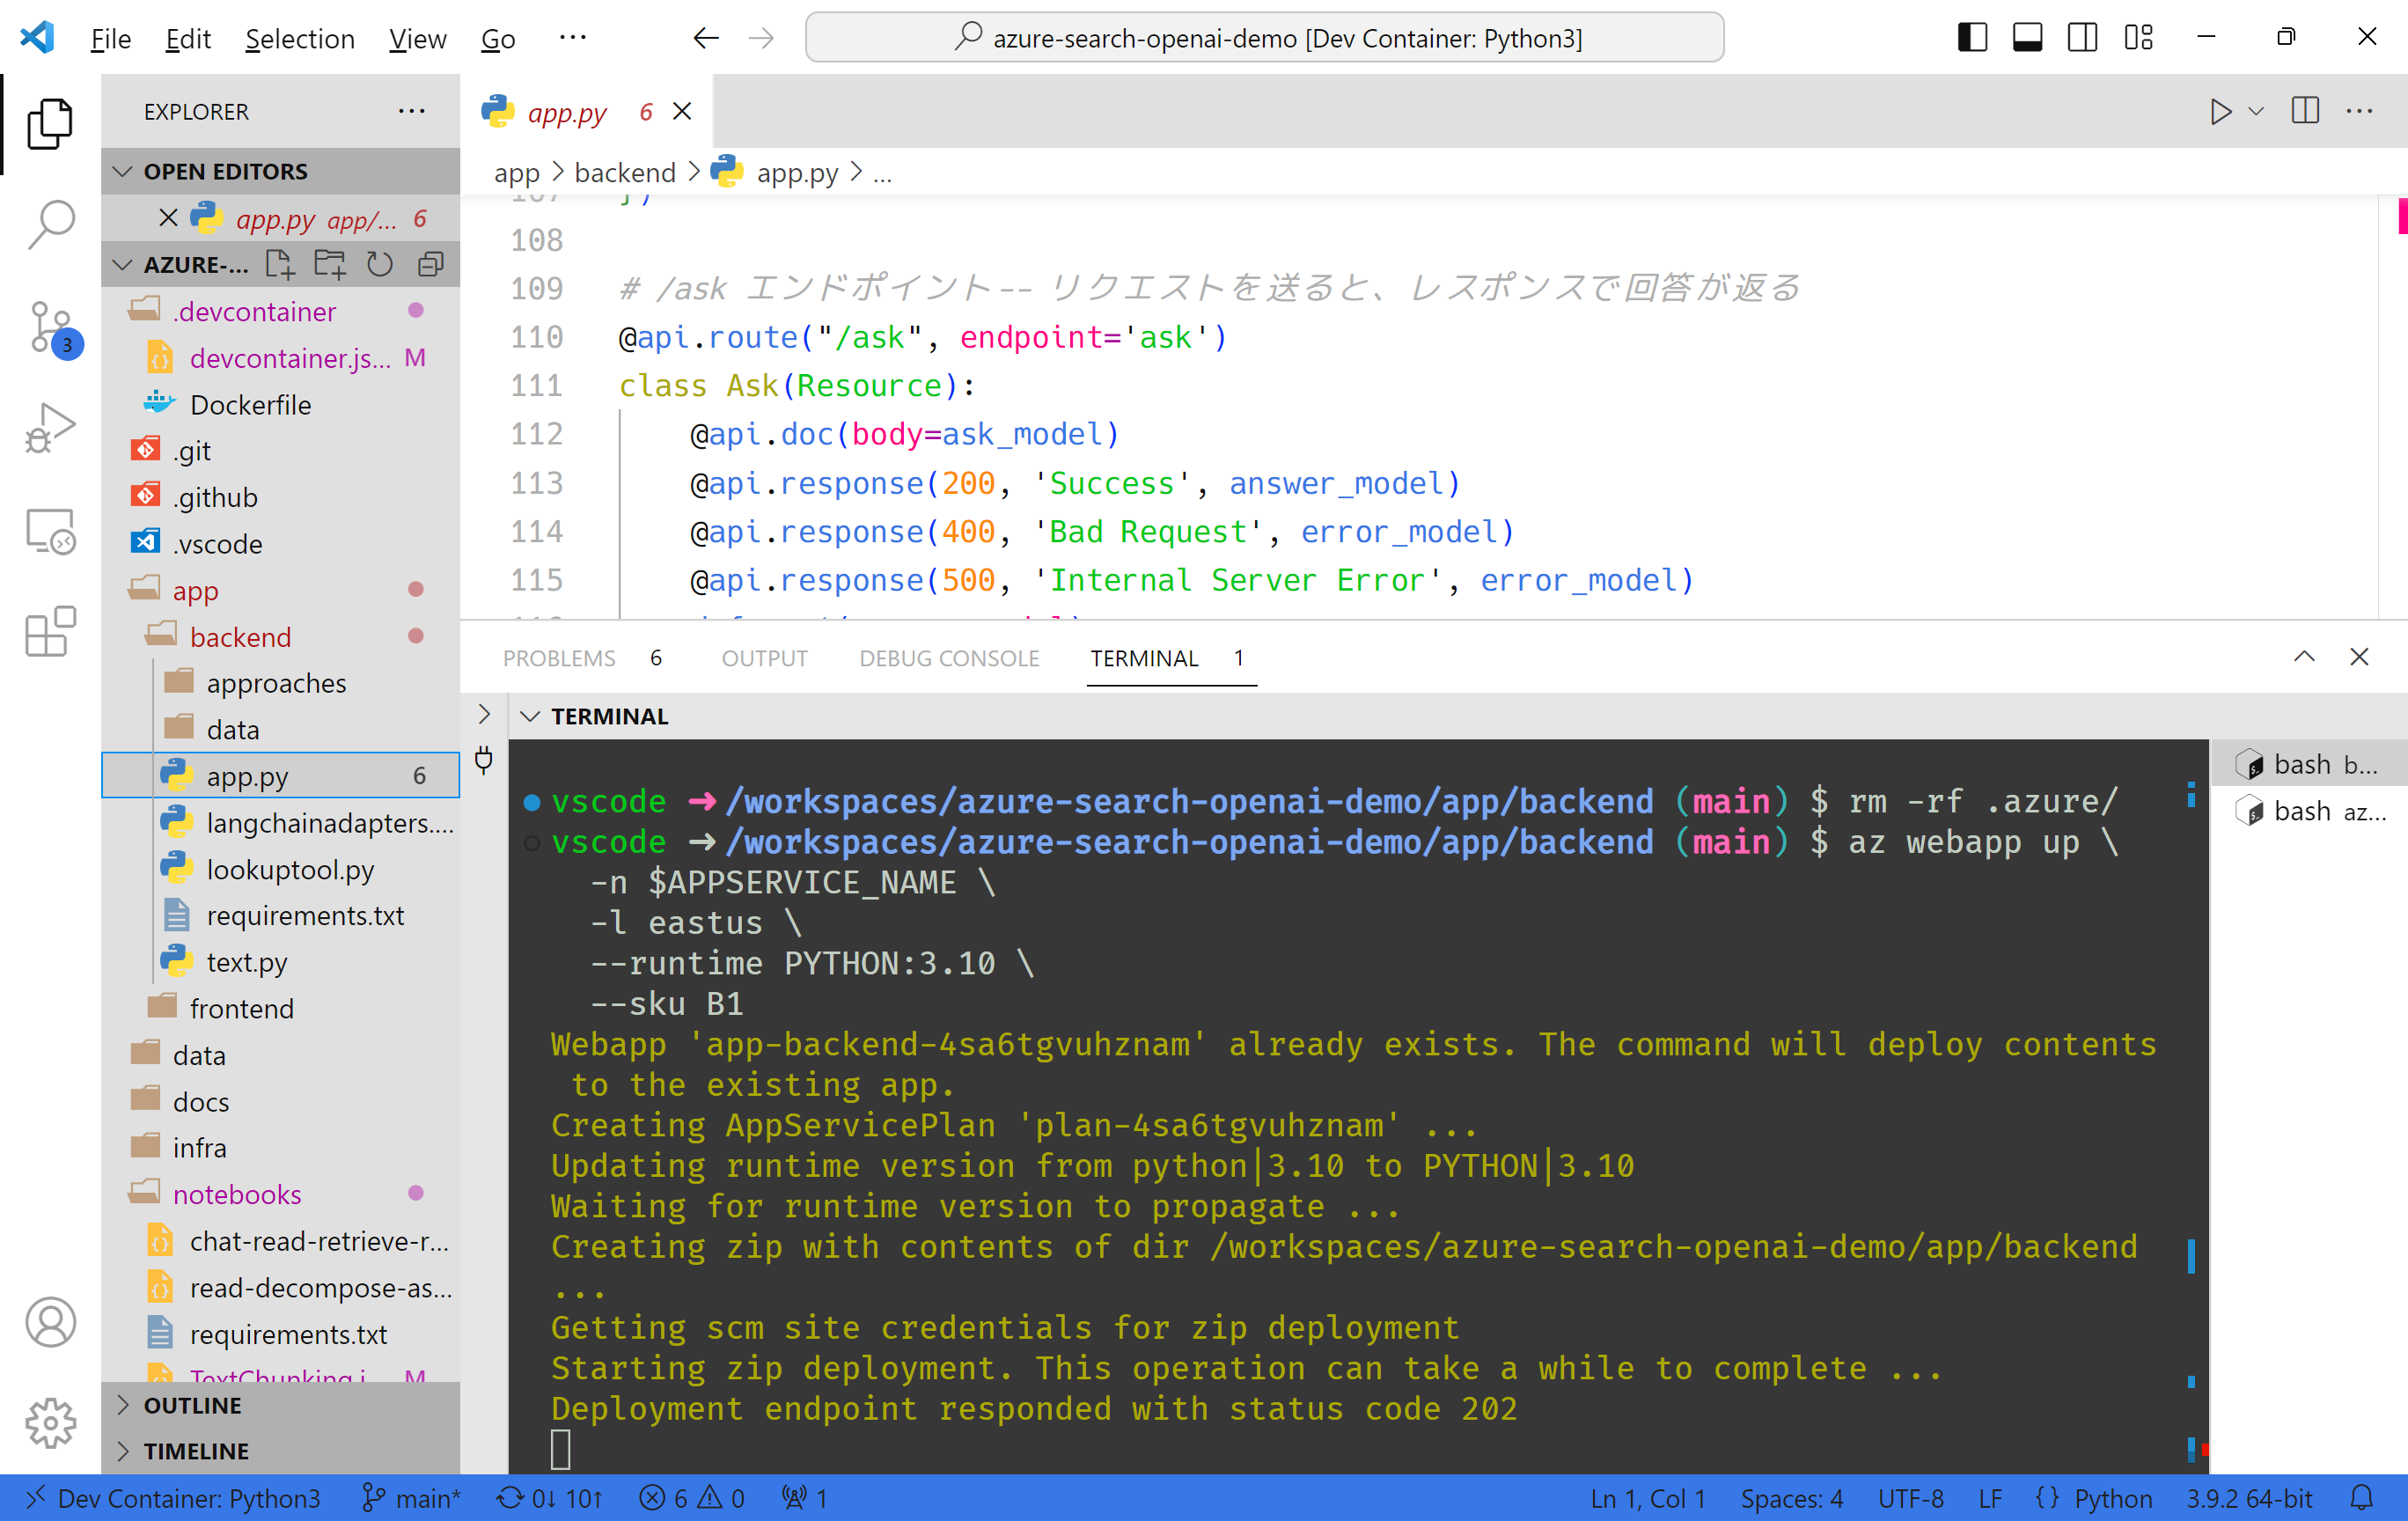 File Edit Selection View Go ···
azure-search-openai-demo [Dev Container: Python3]
EXPLORER ···
OPEN EDITORS
app.py app/... 6
AZURE-...
.devcontainer
devcontainer.js... M
Dockerfile
.git
.github
.vscode
app
backend
approaches
data
app.py 6
langchainadapters....
lookuptool.py
requirements.txt
text.py
frontend
data
docs
infra
notebooks
chat-read-retrieve-r...
read-decompose-as...
requirements.txt
TextChunking.i... M
OUTLINE
TIMELINE
3
app.py 6
app > backend > app.py > ...
107 })
108
109 # /ask エンドポイント-- リクエストを送ると、レスポンスで回答が返る
110 @api.route("/ask", endpoint='ask')
111 class Ask(Resource):
112 @api.doc(body=ask_model)
113 @api.response(200, 'Success', answer_model)
114 @api.response(400, 'Bad Request', error_model)
115 @api.response(500, 'Internal Server Error', error_model)
PROBLEMS 6 OUTPUT DEBUG CONSOLE TERMINAL 1
TERMINAL
vscode ➜ /workspaces/azure-search-openai-demo/app/backend (main) $ rm -rf .azure/
vscode ➜ /workspaces/azure-search-openai-demo/app/backend (main) $ az webapp up \
-n $APPSERVICE_NAME \
-l eastus \
--runtime PYTHON:3.10 \
--sku B1
Webapp 'app-backend-4sa6tgvuhznam' already exists. The command will deploy contents
to the existing app.
Creating AppServicePlan 'plan-4sa6tgvuhznam' ...
Updating runtime version from python|3.10 to PYTHON|3.10
Waiting for runtime version to propagate ...
Creating zip with contents of dir /workspaces/azure-search-openai-demo/app/backend
...
Getting scm site credentials for zip deployment
Starting zip deployment. This operation can take a while to complete ...
Deployment endpoint responded with status code 202
bash b...
bash az...
Dev Container: Python3 main* 0↓ 10↑ 6 0 1
Ln 1, Col 1 Spaces: 4 UTF-8 LF {} Python 3.9.2 64-bit